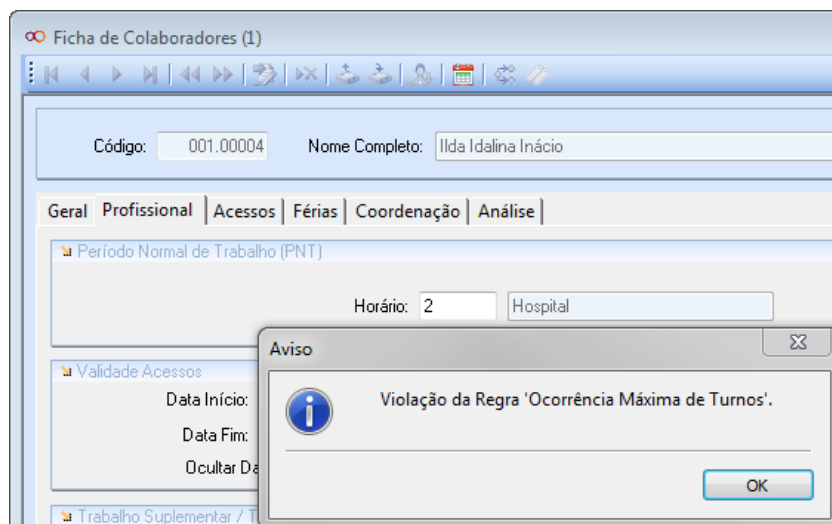 Ficha de Colaboradores (1)
Código: 001.00004 Nome Completo: Ilda Idalina Inácio
Geral Profissional Acessos Férias Coordenação Análise
Período Normal de Trabalho (PNT)
Horário: 2 Hospital
Aviso
Validade Acessos
Data Início:
Violação da Regra 'Ocorrência Máxima de Turnos'.
Data Fim:
Ocultar Da
OK
Trabalho Suplementar / T